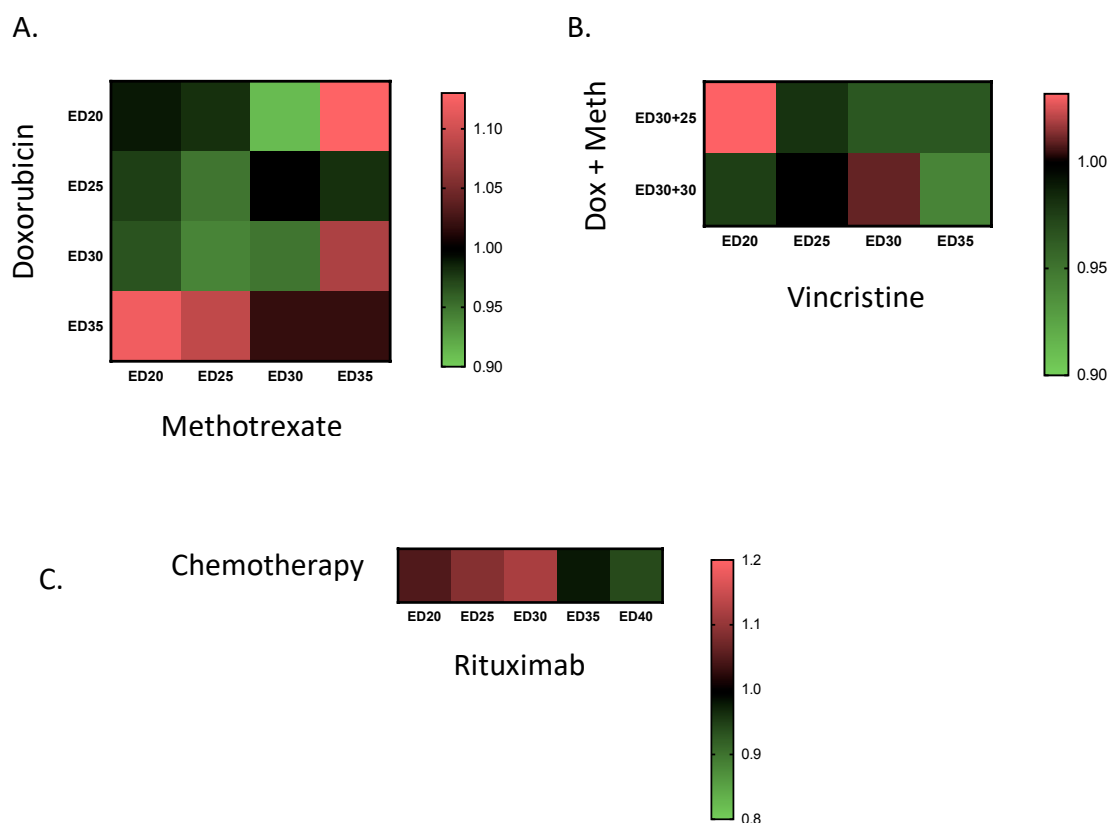 A.
Doxorubicin
ED20
ED25
ED30
ED35
ED20 ED25 ED30 ED35
Methotrexate
1.10
1.05
1.00
0.95
0.90
B.
Dox + Meth
ED30+25
ED30+30
ED20 ED25 ED30 ED35
Vincristine
1.00
0.95
0.90
C.
Chemotherapy
ED20 ED25 ED30 ED35 ED40
Rituximab
1.2
1.1
1.0
0.9
0.8